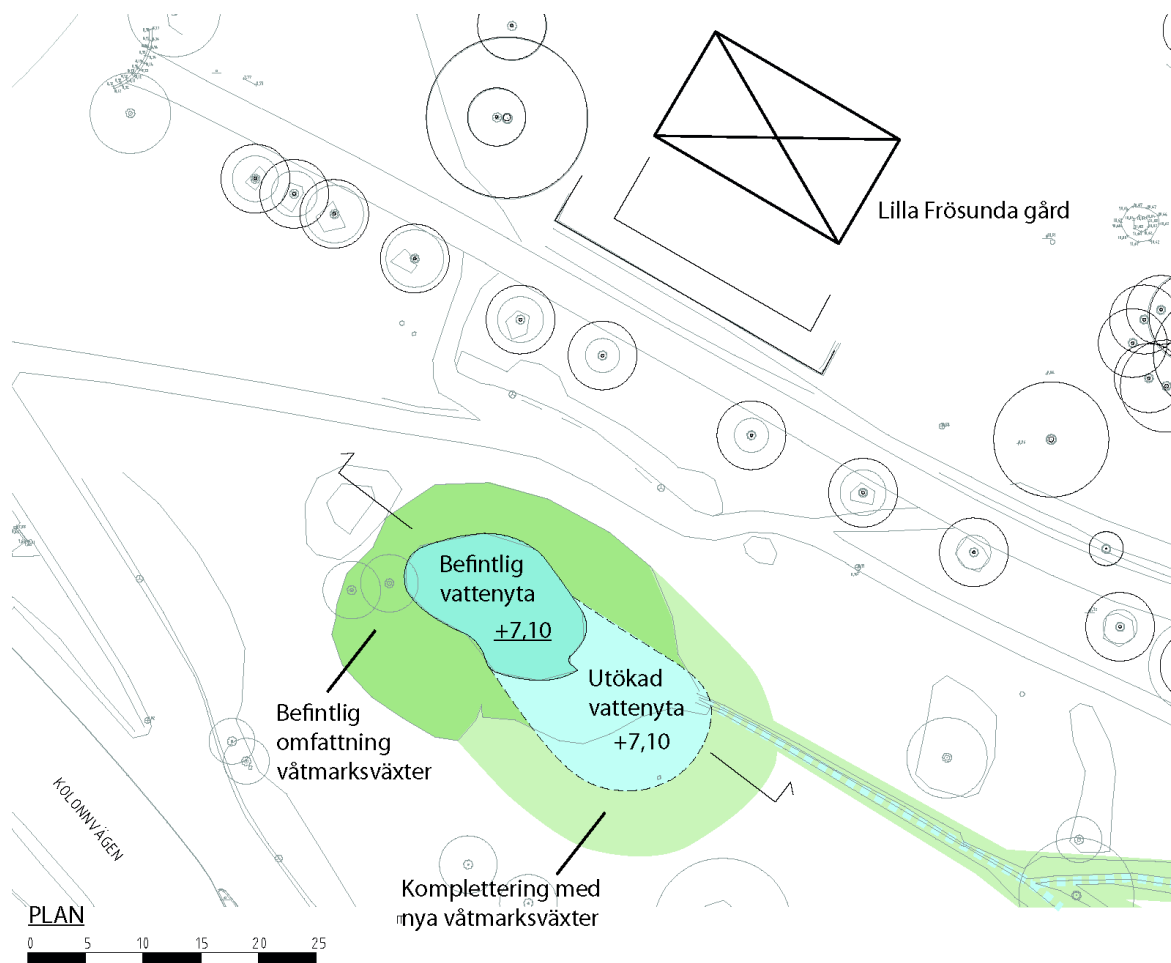 Lilla Frösunda gård
Befintlig
vattenyta
+7,10
Utökad
vattenyta
+7,10
Befintlig
omfattning
våtmarksväxter
KOLONNVÄGEN
Komplettering med
nya våtmarksväxter
PLAN
0 5 10 15 20 25